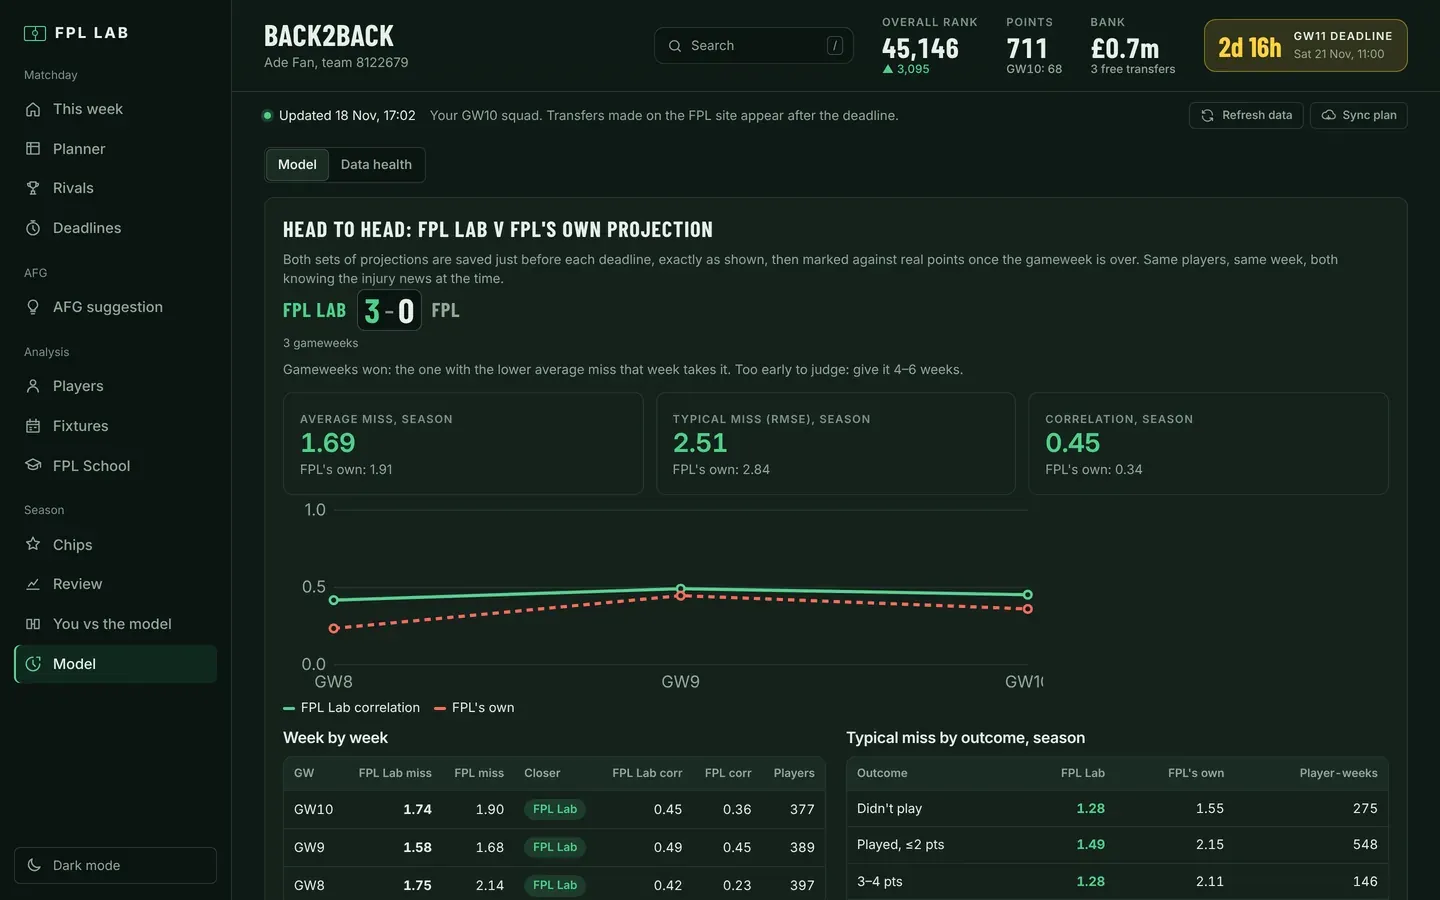 FPL LAB
Matchday
This week
Planner
Rivals
Deadlines
AFG
AFG suggestion
Analysis
Players
Fixtures
FPL School
Season
Chips
Review
You vs the model
Model
Dark mode
BACK2BACK
Ade Fan, team 8122679
Search /
OVERALL RANK
45,146
▲ 3,095
POINTS
711
GW10: 68
BANK
£0.7m
3 free transfers
2d 16h
GW11 DEADLINE
Sat 21 Nov, 11:00
Updated 18 Nov, 17:02 Your GW10 squad. Transfers made on the FPL site appear after the deadline.
Refresh data
Sync plan
Model Data health
HEAD TO HEAD: FPL LAB V FPL'S OWN PROJECTION
Both sets of projections are saved just before each deadline, exactly as shown, then marked against real points once the gameweek is over. Same players, same week, both
knowing the injury news at the time.
FPL LAB 3 - 0 FPL
3 gameweeks
Gameweeks won: the one with the lower average miss that week takes it. Too early to judge: give it 4–6 weeks.
AVERAGE MISS, SEASON
1.69
FPL's own: 1.91
TYPICAL MISS (RMSE), SEASON
2.51
FPL's own: 2.84
CORRELATION, SEASON
0.45
FPL's own: 0.34
1.0
0.5
0.0
GW8 GW9 GW1
FPL Lab correlation FPL's own
Week by week
GW FPL Lab miss FPL miss Closer FPL Lab corr FPL corr Players
GW10 1.74 1.90 FPL Lab 0.45 0.36 377
GW9 1.58 1.68 FPL Lab 0.49 0.45 389
GW8 1.75 2.14 FPL Lab 0.42 0.23 397
Typical miss by outcome, season
Outcome FPL Lab FPL's own Player-weeks
Didn't play 1.28 1.55 275
Played, ≤2 pts 1.49 2.15 548
3–4 pts 1.28 2.11 146